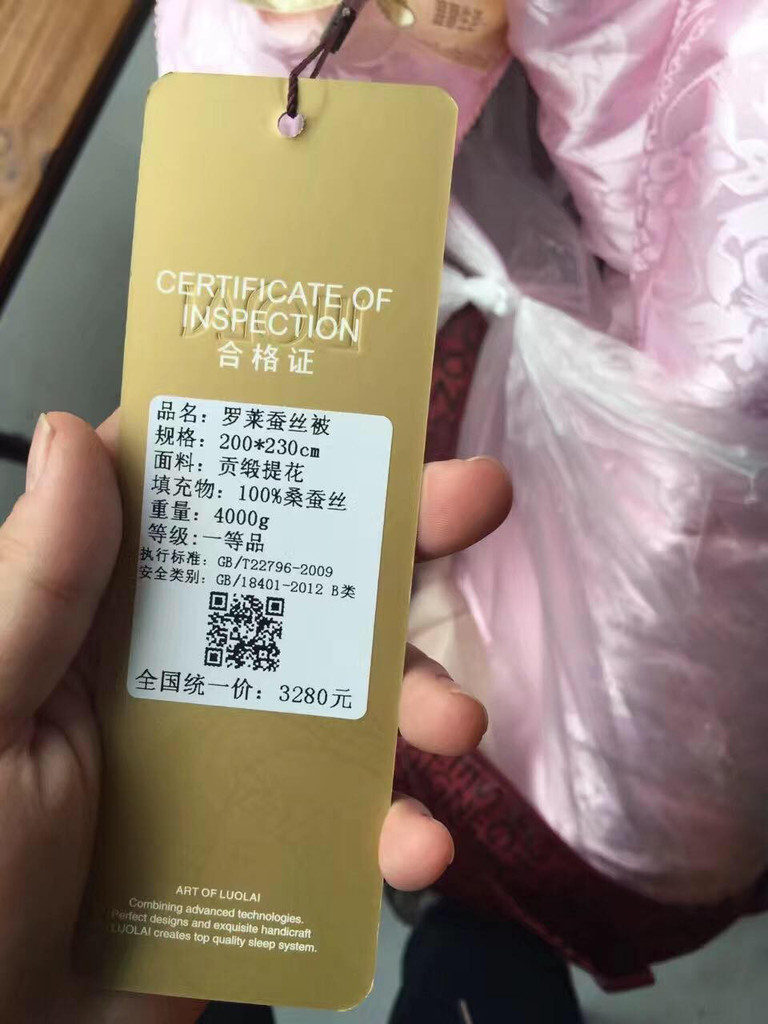 CERTIFICATE OF
INSPECTION
合格证
品名：罗莱蚕丝被
规格：200*230cm
面料：贡缎提花
填充物：100%桑蚕丝
重量：4000g
等级:一等品
执行标准：GB/T22796-2009
安全类别：GB/18401-2012 B类
全国统一价：3280元
ART OF LUOLAI
Combining advanced technologies.
Perfect designs and exquisite handicraft
LUOLAI creates top quality sleep system.